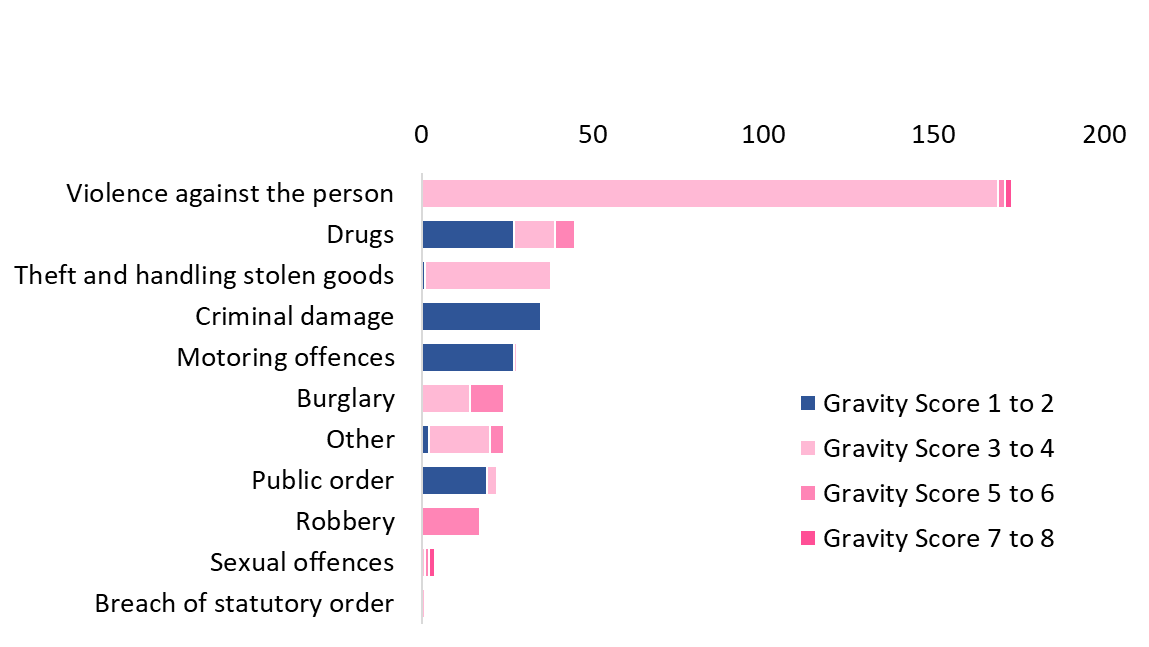 0 50 100 150 200
Violence against the person
Drugs
Theft and handling stolen goods
Criminal damage
Motoring offences
Burglary
Other
Public order
Robbery
Sexual offences
Breach of statutory order
Gravity Score 1 to 2
Gravity Score 3 to 4
Gravity Score 5 to 6
Gravity Score 7 to 8